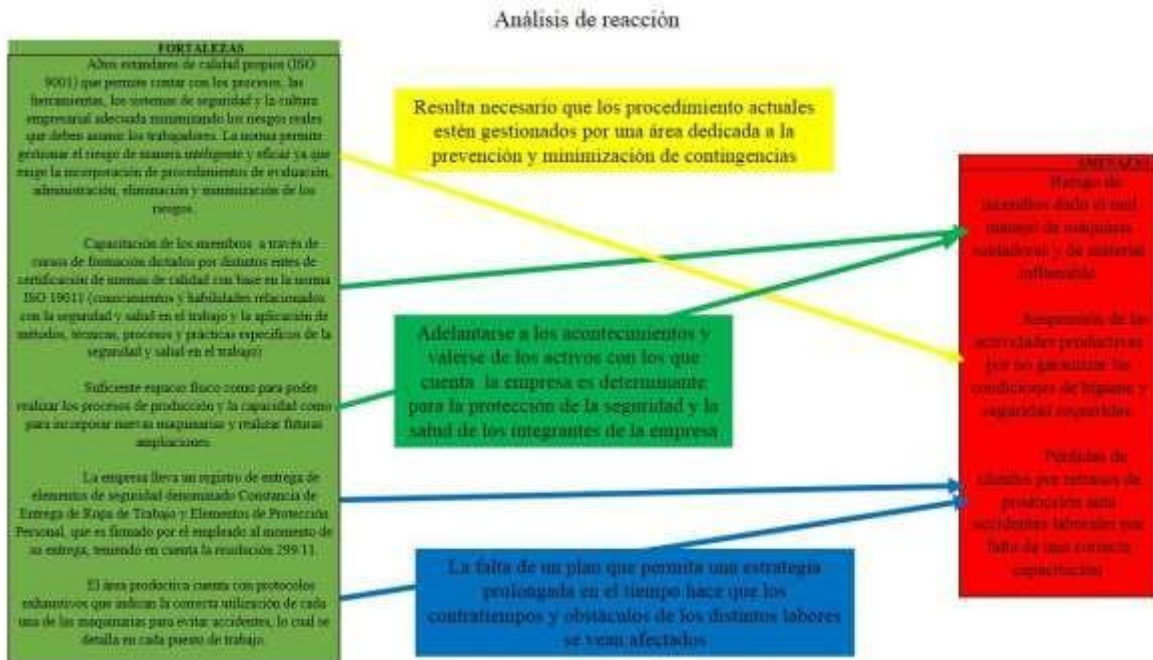 Análisis de reacción
FORTALEZAS
Altos estándares de calidad propios (ISO
9001) que permite contar con los procesos, las
herramientas, los sistemas de seguridad y la cultura
empresarial adecuada minimizando los riesgos reales
que deben asumir los trabajadores. La norma permite
gestionar el riesgo de manera inteligente y eficaz ya que
exige la incorporación de procedimientos de evaluación,
administración, eliminación y minimización de los
riesgos.
Capacitación de los miembros a través de
cursos de formación dictados por distintos entes de
certificación de normas de calidad con base en la norma
ISO 19011 (conocimientos y habilidades relacionados
con la seguridad y salud en el trabajo y la aplicación de
métodos, técnicas, procesos y prácticas específicos de la
seguridad y salud en el trabajo)
Suficiente espacio físico como para poder
realizar los procesos de producción y la capacidad como
para incorporar nuevas maquinarias y realizar futuras
ampliaciones.
La empresa lleva un registro de entrega de
elementos de seguridad denominado Constancia de
Entrega de Ropa de Trabajo y Elementos de Protección
Personal, que es firmado por el empleado al momento de
su entrega, teniendo en cuenta la resolución 299/11.
El área productica cuenta con protocolos
exhaustivos que indican la correcta utilización de cada
una de las maquinarias para evitar accidentes, lo cual se
detalla en cada puesto de trabajo.
Resulta necesario que los procedimiento actuales
estén gestionados por una área dedicada a la
prevención y minimización de contingencias
Adelantarse a los acontecimientos y
valerse de los activos con los que
cuenta la empresa es determinante
para la protección de la seguridad y la
salud de los integrantes de la empresa
La falta de un plan que permita una estrategia
prolongada en el tiempo hace que los
contratiempos y obstáculos de los distintos labores
se vean afectados
AMENAZAS
Riesgo de
incendios dado el mal
manejo de máquinas
soldadoras y de material
inflamable.
Suspensión de las
actividades productivas
por no garantizar las
condiciones de higiene y
seguridad requeridas.
Pérdidas de
clientes por retrasos de
producción ante
accidentes laborales por
falta de una correcta
capacitación